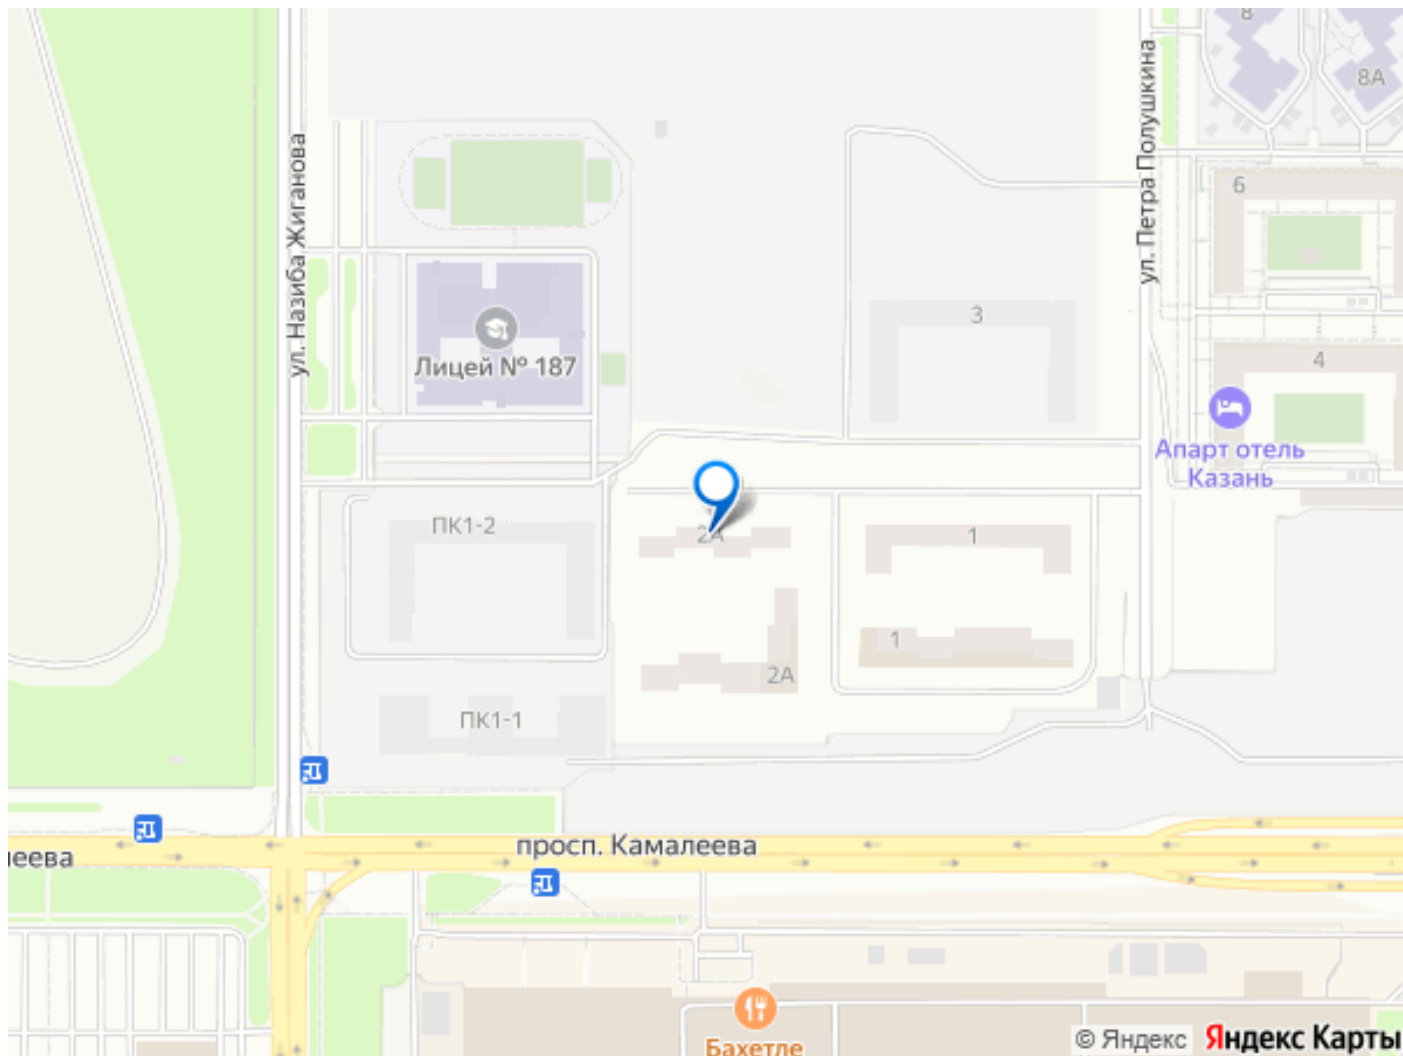 8
8А
ул. Петра Полушкина
ул. Назиба Жиганова
6
3
4
Лицей № 187
Апарт отель
Казань
ПК1-2
2А
1
1
2А
ПК1-1
просп. Камалеева
леева
Бахетле
© Яндекс Яндекс Карты